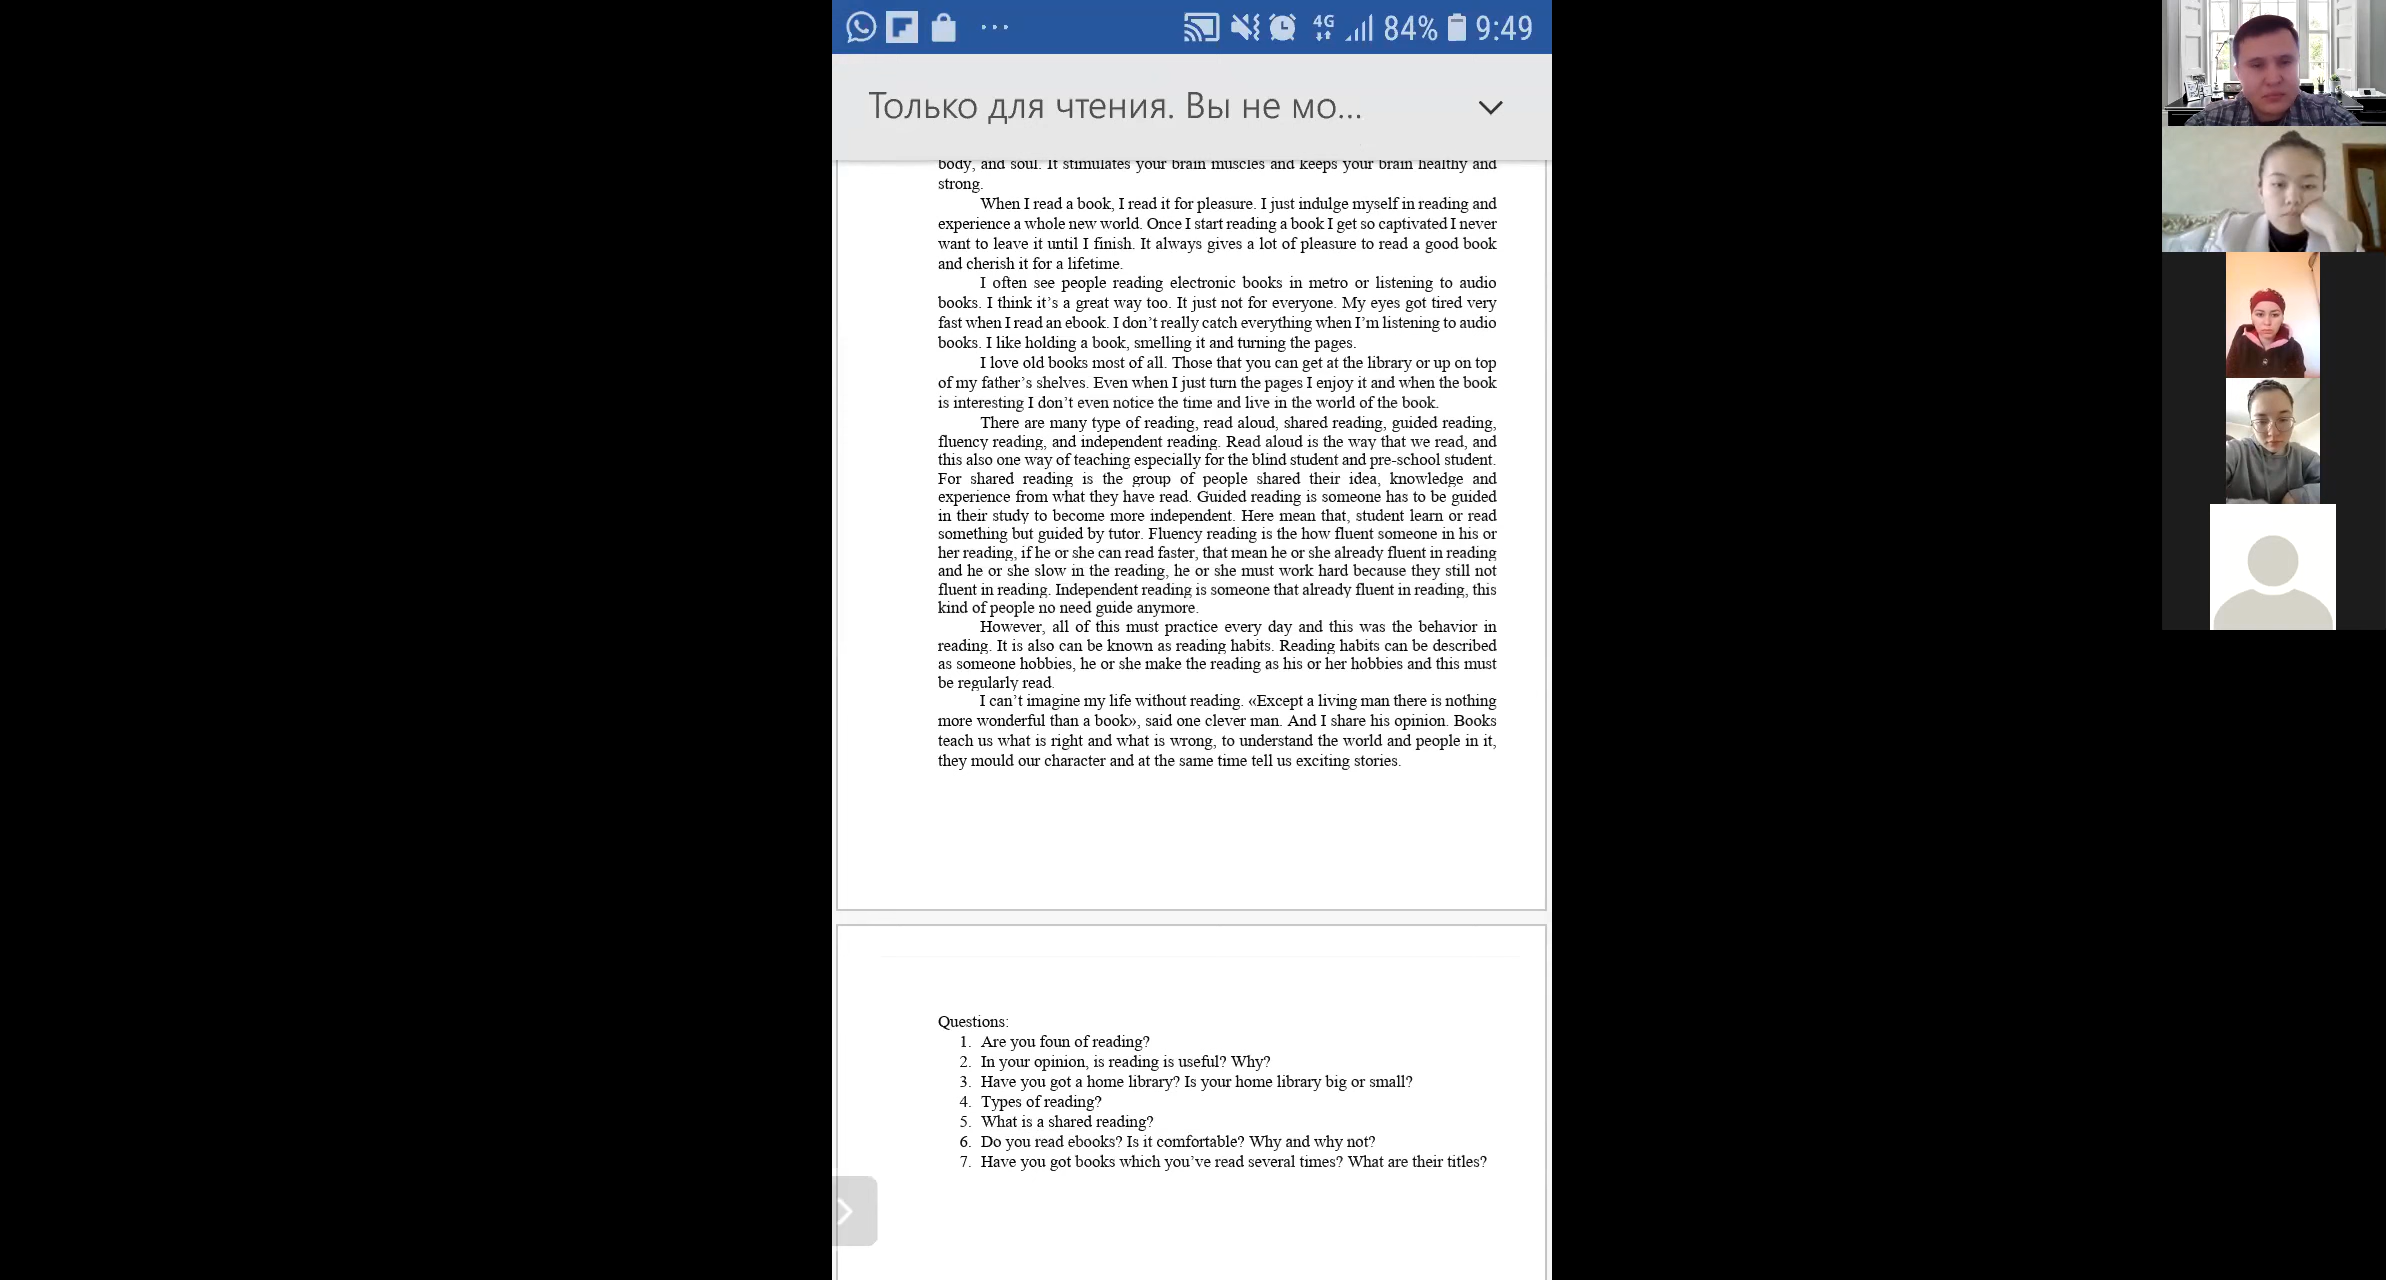 4G 84% 9:49
Только для чтения. Вы не мо...
body, and soul. It stimulates your brain muscles and keeps your brain healthy and
strong.
When I read a book, I read it for pleasure. I just indulge myself in reading and
experience a whole new world. Once I start reading a book I get so captivated I never
want to leave it until I finish. It always gives a lot of pleasure to read a good book
and cherish it for a lifetime.
I often see people reading electronic books in metro or listening to audio
books. I think it’s a great way too. It just not for everyone. My eyes got tired very
fast when I read an ebook. I don’t really catch everything when I’m listening to audio
books. I like holding a book, smelling it and turning the pages.
I love old books most of all. Those that you can get at the library or up on top
of my father’s shelves. Even when I just turn the pages I enjoy it and when the book
is interesting I don’t even notice the time and live in the world of the book.
There are many type of reading, read aloud, shared reading, guided reading,
fluency reading, and independent reading. Read aloud is the way that we read, and
this also one way of teaching especially for the blind student and pre-school student.
For shared reading is the group of people shared their idea, knowledge and
experience from what they have read. Guided reading is someone has to be guided
in their study to become more independent. Here mean that, student learn or read
something but guided by tutor. Fluency reading is the how fluent someone in his or
her reading, if he or she can read faster, that mean he or she already fluent in reading
and he or she slow in the reading, he or she must work hard because they still not
fluent in reading. Independent reading is someone that already fluent in reading, this
kind of people no need guide anymore.
However, all of this must practice every day and this was the behavior in
reading. It is also can be known as reading habits. Reading habits can be described
as someone hobbies, he or she make the reading as his or her hobbies and this must
be regularly read.
I can’t imagine my life without reading. «Except a living man there is nothing
more wonderful than a book», said one clever man. And I share his opinion. Books
teach us what is right and what is wrong, to understand the world and people in it,
they mould our character and at the same time tell us exciting stories.
Questions:
1. Are you foun of reading?
2. In your opinion, is reading is useful? Why?
3. Have you got a home library? Is your home library big or small?
4. Types of reading?
5. What is a shared reading?
6. Do you read ebooks? Is it comfortable? Why and why not?
7. Have you got books which you’ve read several times? What are their titles?